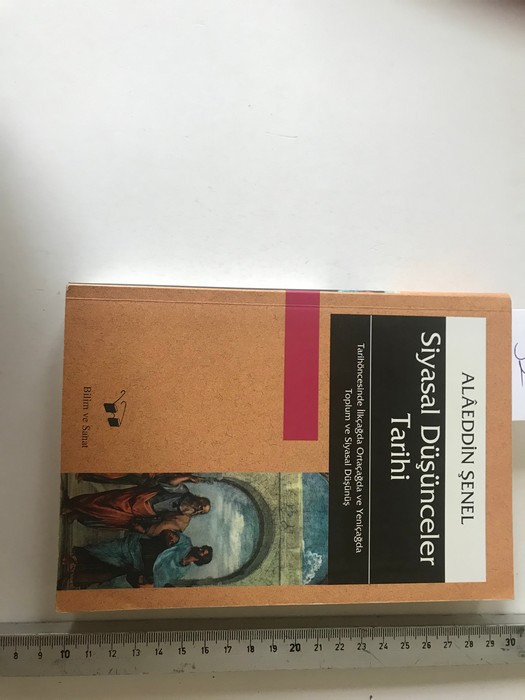 ALÂEDDİN ŞENEL
Siyasal Düşünceler
Tarihi
Tarihöncesinde İlkçağda Ortaçağda ve Yeniçağda
Toplum ve Siyasal Düşünüş
Bilim ve Sanat
8 9 10 11 12 13 14 15 16 17 18 19 20 21 22 23 24 25 26 27 28 29 30